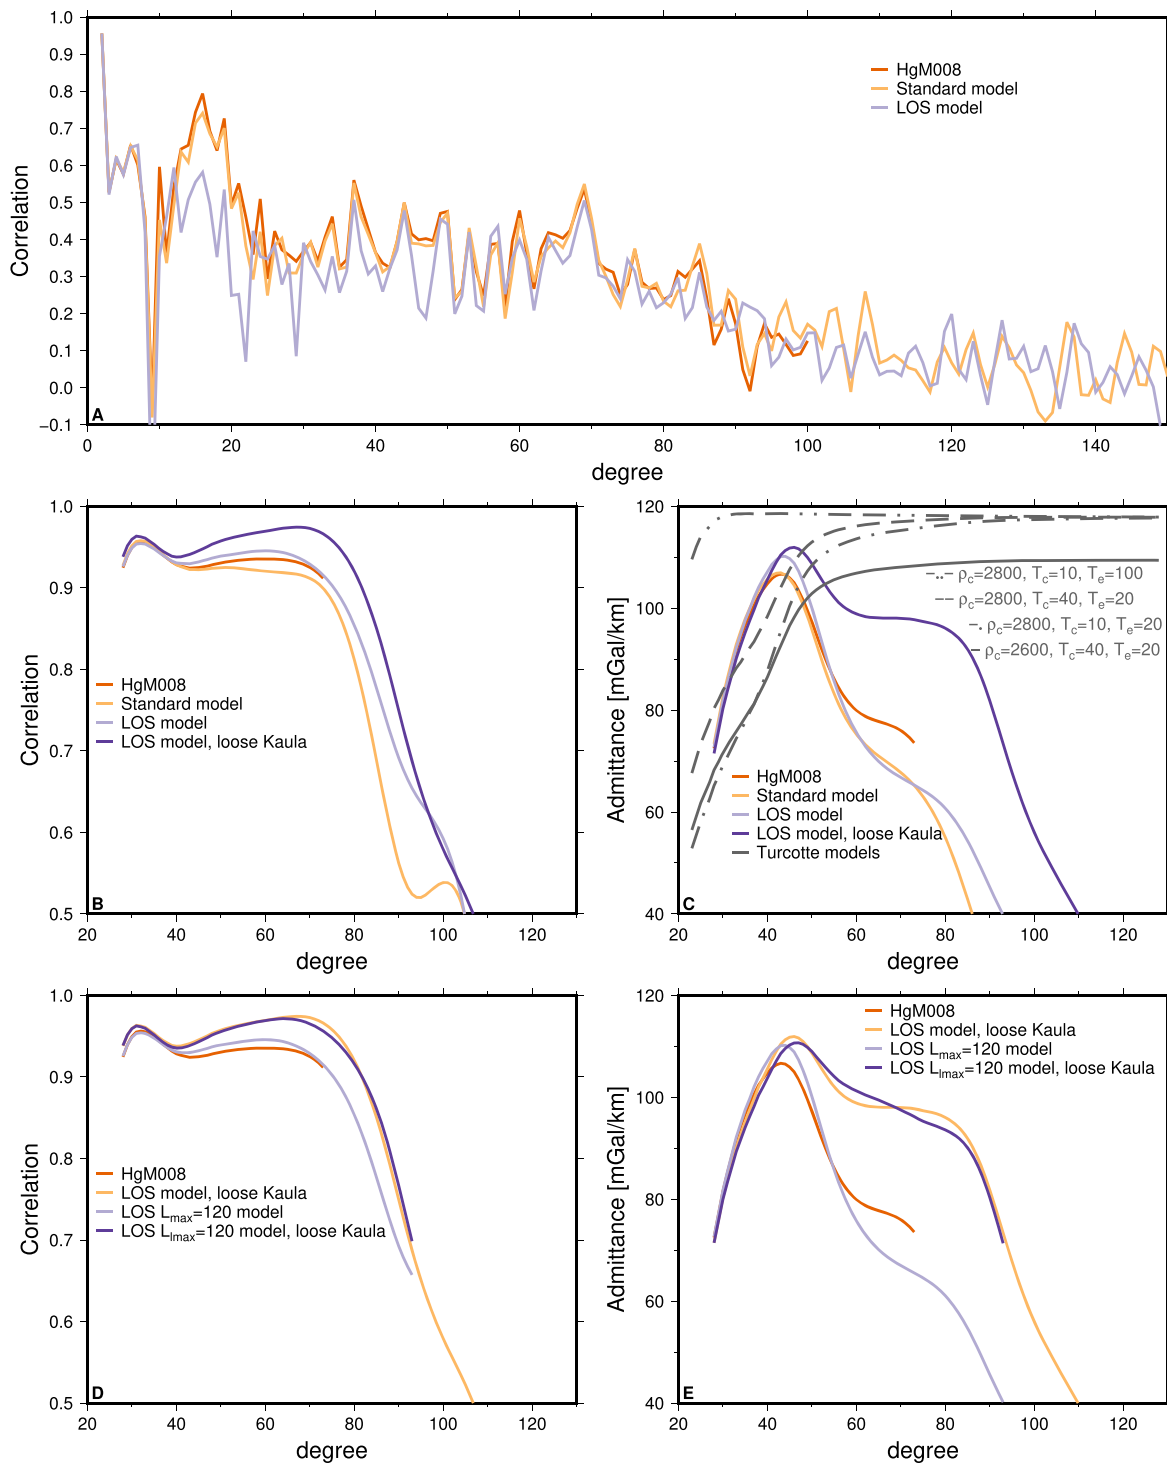 1.0
0.9
0.8
0.7
0.6
0.5
0.4
0.3
0.2
0.1
0.0
−0.1
Correlation
HgM008
Standard model
LOS model
A
0 20 40 60 80 100 120 140
degree
1.0
0.9
0.8
0.7
0.6
0.5
Correlation
HgM008
Standard model
LOS model
LOS model, loose Kaula
B
20 40 60 80 100 120
degree
120
100
80
60
40
Admittance [mGal/km]
−..− ρc=2800, Tc=10, Te=100
−− ρc=2800, Tc=40, Te=20
−. ρc=2800, Tc=10, Te=20
− ρc=2600, Tc=40, Te=20
HgM008
Standard model
LOS model
LOS model, loose Kaula
Turcotte models
C
20 40 60 80 100 120
degree
1.0
0.9
0.8
0.7
0.6
0.5
Correlation
HgM008
LOS model, loose Kaula
LOS Lmax=120 model
LOS Llmax=120 model, loose Kaula
D
20 40 60 80 100 120
degree
120
100
80
60
40
Admittance [mGal/km]
HgM008
LOS model, loose Kaula
LOS Lmax=120 model
LOS Llmax=120 model, loose Kaula
E
20 40 60 80 100 120
degree